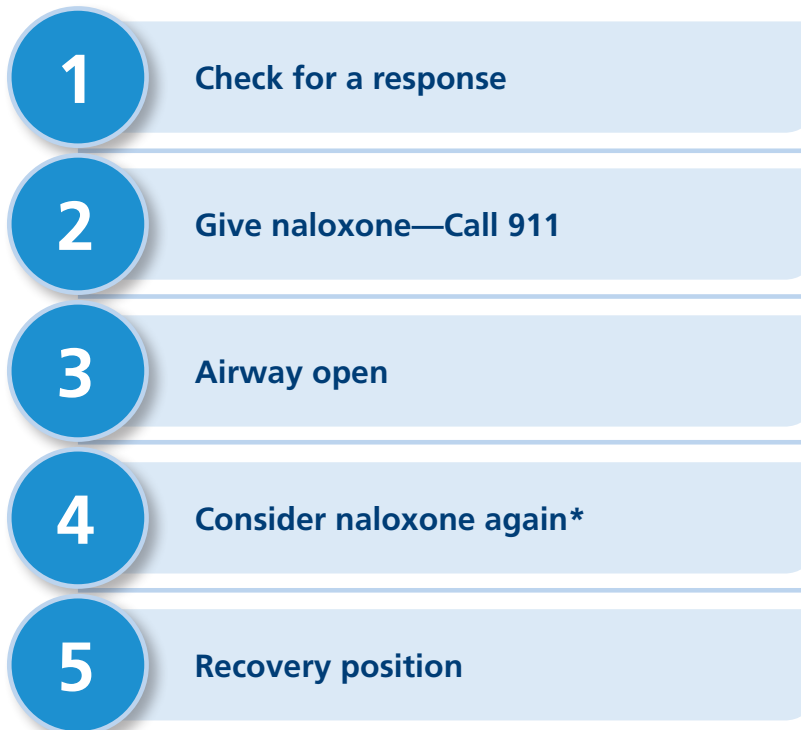 1
Check for a response
2
Give naloxone—Call 911
3
Airway open
4
Consider naloxone again*
5
Recovery position